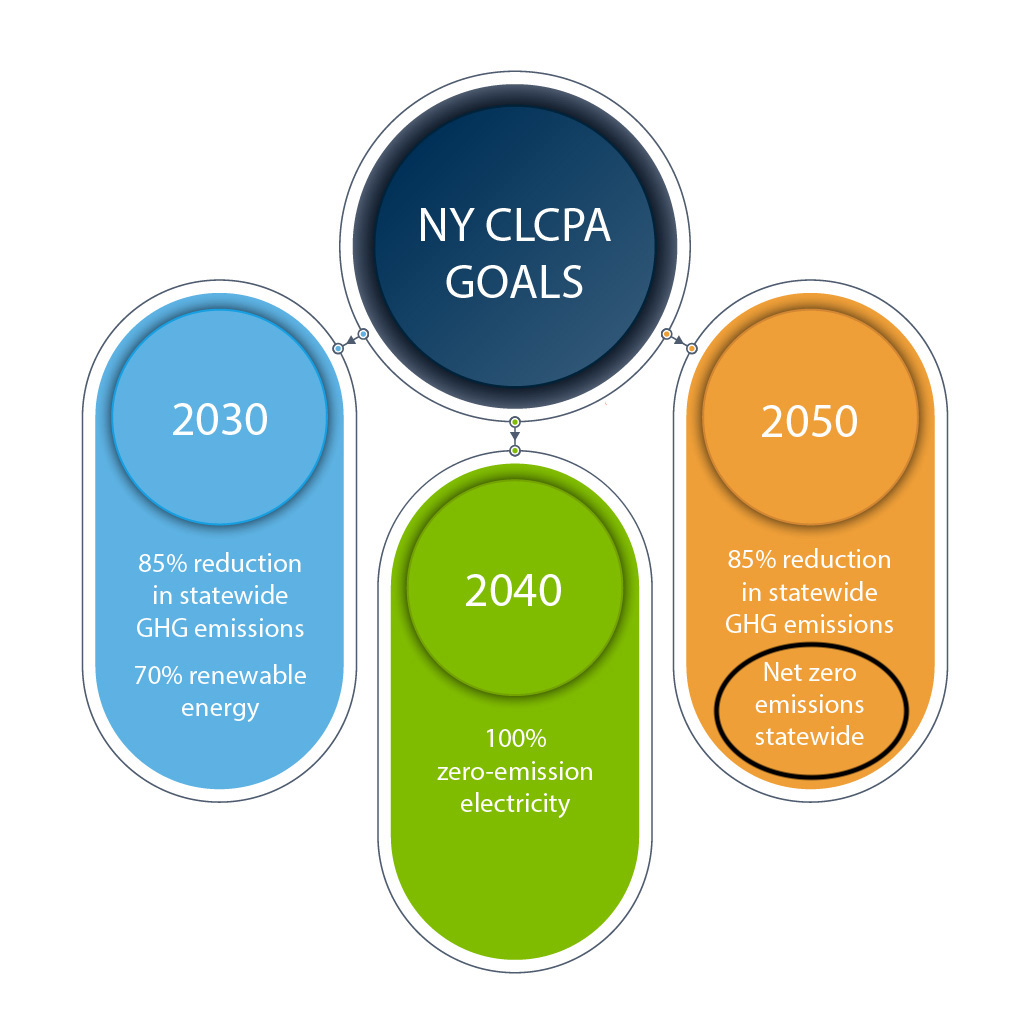 NY CLCPA
GOALS
2030
85% reduction
in statewide
GHG emissions
70% renewable
energy
2040
100%
zero-emission
electricity
2050
85% reduction
in statewide
GHG emissions
Net zero
emissions
statewide